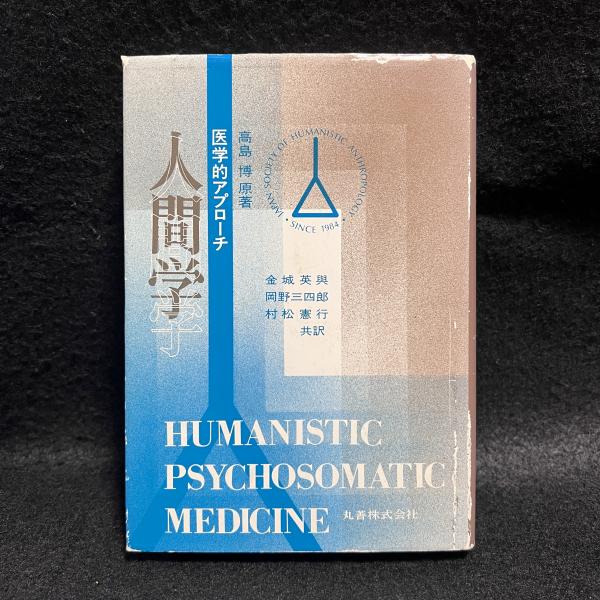 人間学
医学的アプローチ
高島 博 原著
JAPAN SOCIETY OF HUMANISTIC ANTHROPOLOGY • SINCE 1984 •
金城英與
岡野三四郎
村松憲行
共訳
HUMANISTIC
PSYCHOSOMATIC
MEDICINE
丸善株式会社